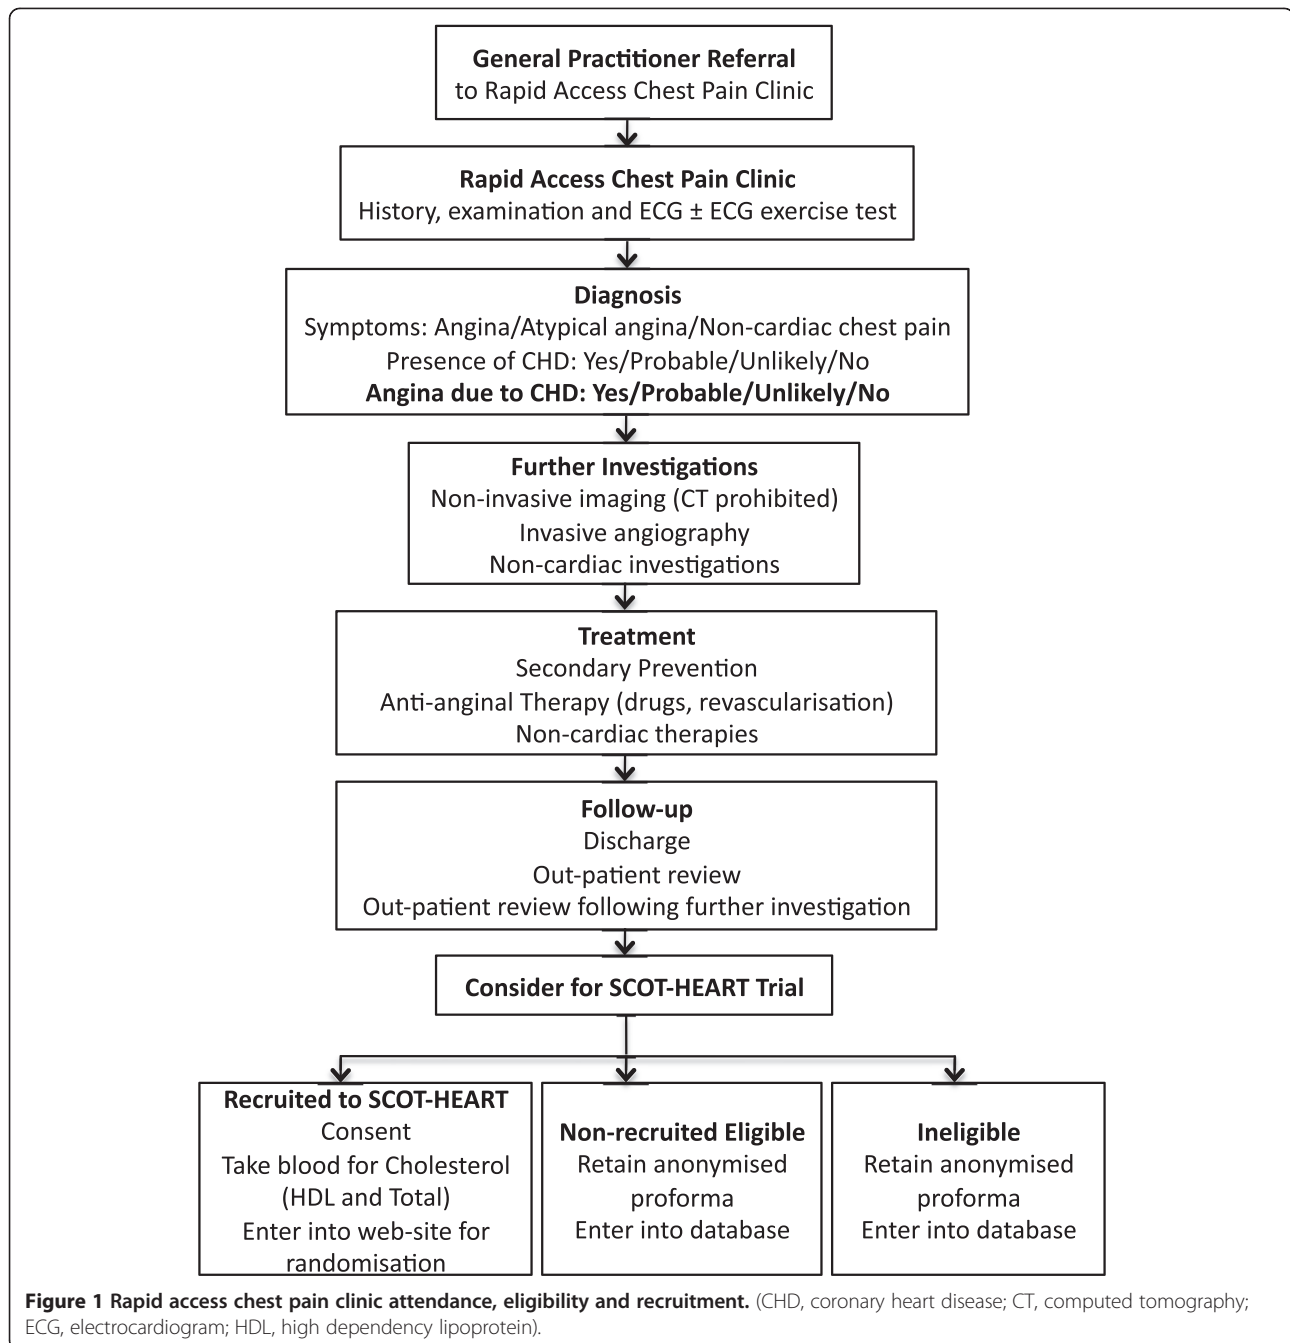 General Practitioner Referral
to Rapid Access Chest Pain Clinic
Rapid Access Chest Pain Clinic
History, examination and ECG ± ECG exercise test
Diagnosis
Symptoms: Angina/Atypical angina/Non-cardiac chest pain
Presence of CHD: Yes/Probable/Unlikely/No
Angina due to CHD: Yes/Probable/Unlikely/No
Further Investigations
Non-invasive imaging (CT prohibited)
Invasive angiography
Non-cardiac investigations
Treatment
Secondary Prevention
Anti-anginal Therapy (drugs, revascularisation)
Non-cardiac therapies
Follow-up
Discharge
Out-patient review
Out-patient review following further investigation
Consider for SCOT-HEART Trial
Recruited to SCOT-HEART
Consent
Take blood for Cholesterol
(HDL and Total)
Enter into web-site for
randomisation
Non-recruited Eligible
Retain anonymised
proforma
Enter into database
Ineligible
Retain anonymised
proforma
Enter into database
Figure 1 Rapid access chest pain clinic attendance, eligibility and recruitment. (CHD, coronary heart disease; CT, computed tomography;
ECG, electrocardiogram; HDL, high dependency lipoprotein).